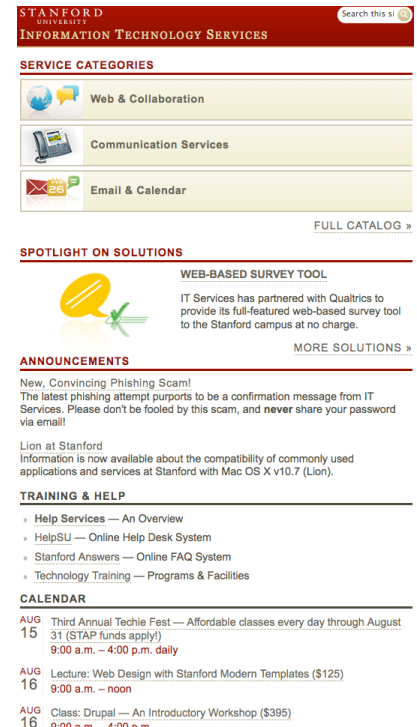 STANFORD
UNIVERSITY
Search this si
INFORMATION TECHNOLOGY SERVICES
SERVICE CATEGORIES
Web & Collaboration
Communication Services
26
Email & Calendar
FULL CATALOG »
SPOTLIGHT ON SOLUTIONS
WEB-BASED SURVEY TOOL
IT Services has partnered with Qualtrics to
provide its full-featured web-based survey tool
to the Stanford campus at no charge.
MORE SOLUTIONS »
ANNOUNCEMENTS
New, Convincing Phishing Scam!
The latest phishing attempt purports to be a confirmation message from IT
Services. Please don't be fooled by this scam, and never share your password
via email!
Lion at Stanford
Information is now available about the compatibility of commonly used
applications and services at Stanford with Mac OS X v10.7 (Lion).
TRAINING & HELP
» Help Services — An Overview
» HelpSU — Online Help Desk System
» Stanford Answers — Online FAQ System
» Technology Training — Programs & Facilities
CALENDAR
AUG
15
Third Annual Techie Fest — Affordable classes every day through August
31 (STAP funds apply!)
9:00 a.m. – 4:00 p.m. daily
AUG
16
Lecture: Web Design with Stanford Modern Templates ($125)
9:00 a.m. – noon
AUG
16
Class: Drupal — An Introductory Workshop ($395)
9:00 a.m. – 4:00 p.m.